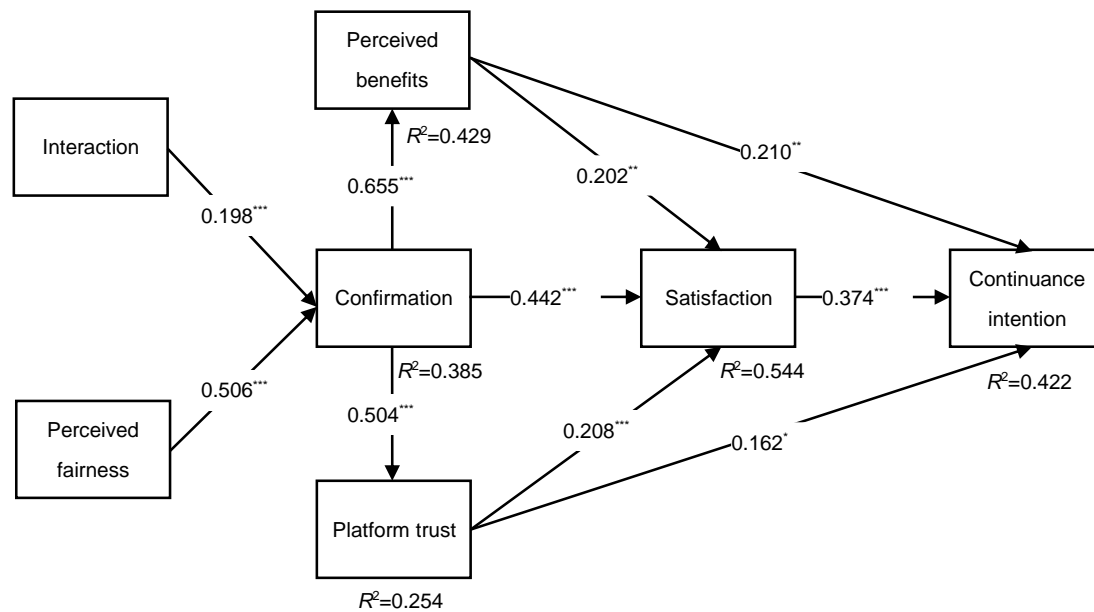 Perceived
benefits
R²=0.429
Interaction
0.210**
0.202**
0.655***
0.198***
Confirmation
0.442***
Satisfaction
0.374***
Continuance
intention
R²=0.385
R²=0.544
R²=0.422
0.506***
0.504***
0.208***
0.162*
Perceived
fairness
Platform trust
R²=0.254